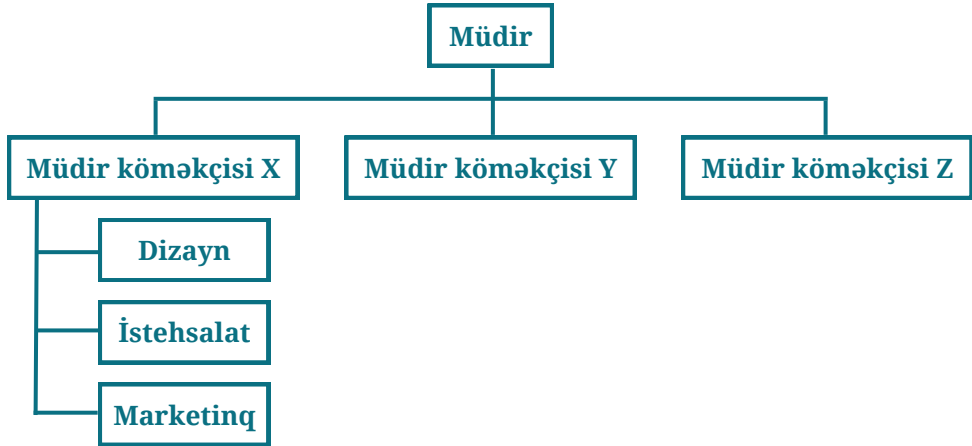 Müdir
Müdir köməkçisi X
Müdir köməkçisi Y
Müdir köməkçisi Z
Dizayn
İstehsalat
Marketinq